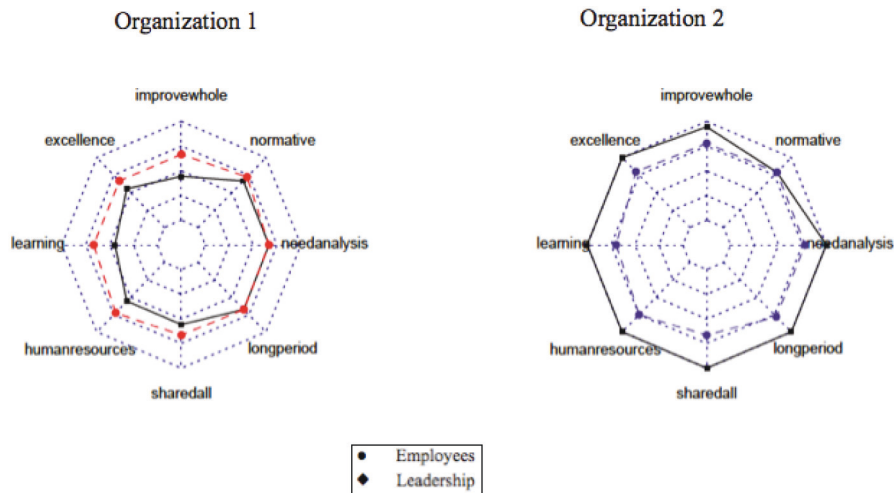 Organization 1
improvewhole
excellence
normative
learning
needanalysis
humanresources
longperiod
sharedall
Organization 2
improvewhole
excellence
normative
learning
needanalysis
humanresources
longperiod
sharedall
Employees
Leadership